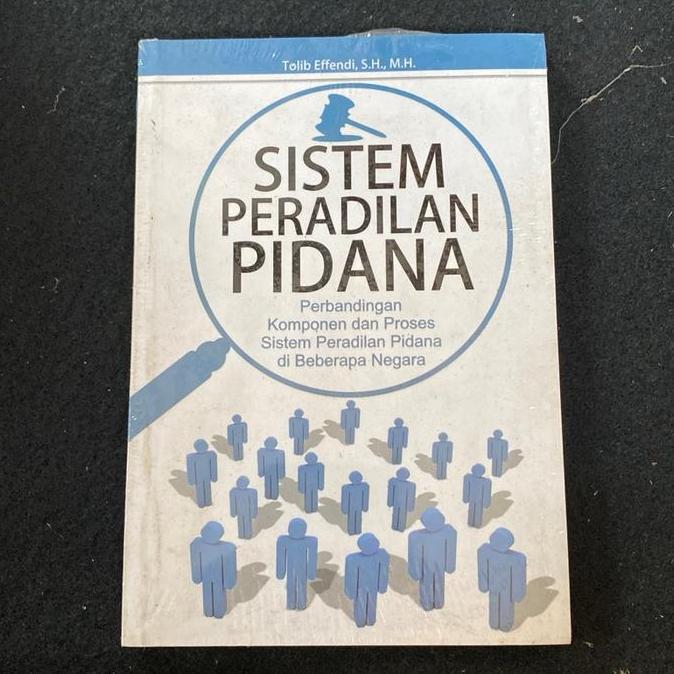 Tolib Effendi, S.H., M.H.
SISTEM
PERADILAN
PIDANA
Perbandingan
Komponen dan Proses
Sistem Peradilan Pidana
di Beberapa Negara